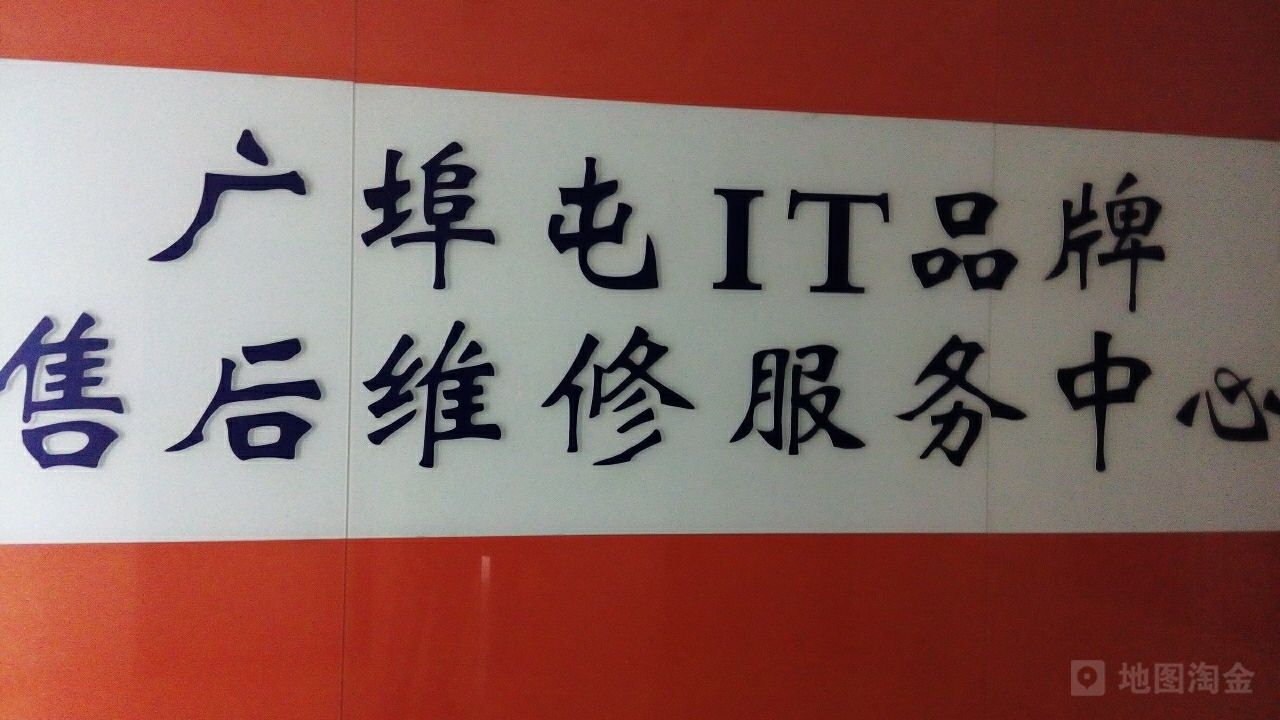 广埠屯IT品牌
售后维修服务中心
地图淘金